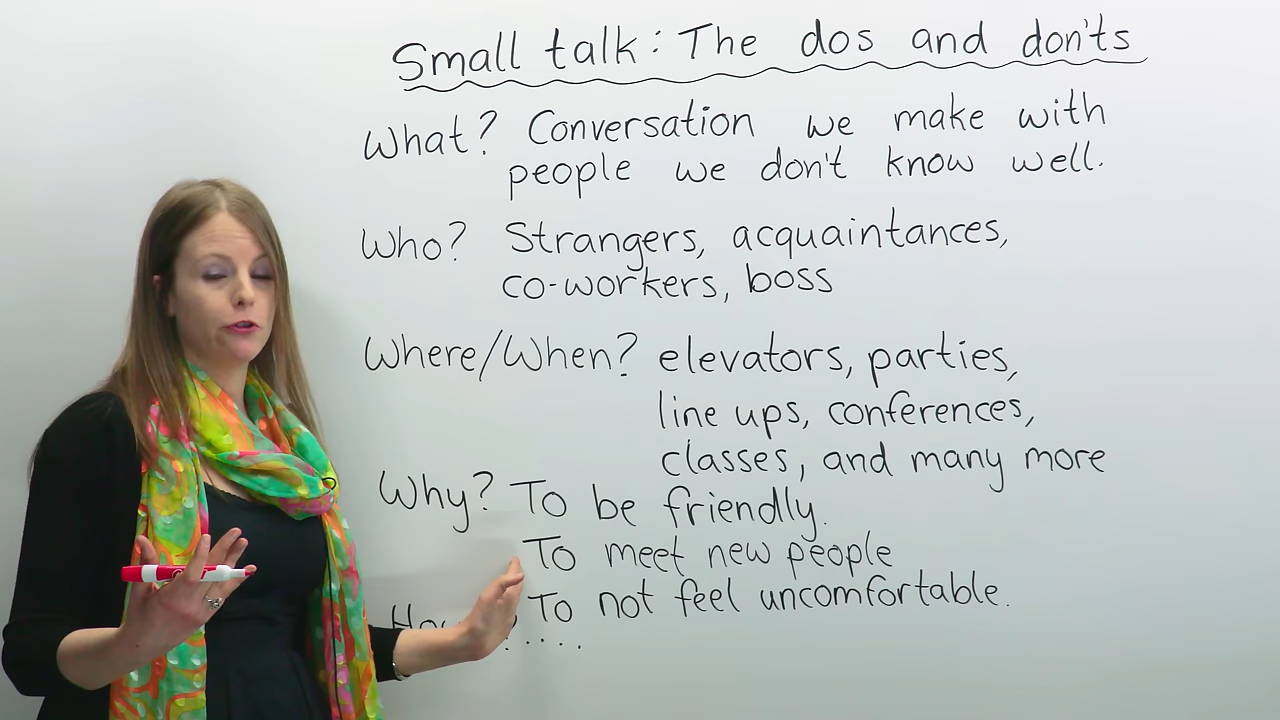 Small talk: The dos and don'ts
What? Conversation we make with
people we don't know well.
Who? Strangers, acquaintances,
co-workers, boss
Where/When? elevators, parties,
line ups, conferences,
classes, and many more
Why? To be friendly.
To meet new people
To not feel uncomfortable.
.....